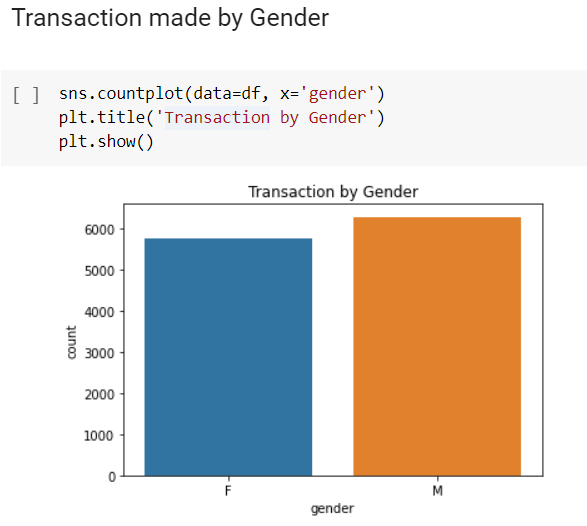 Transaction made by Gender
[ ] sns.countplot(data=df, x='gender')
plt.title('Transaction by Gender')
plt.show()
Transaction by Gender
6000
5000
4000
3000
2000
1000
0
count
F M
gender